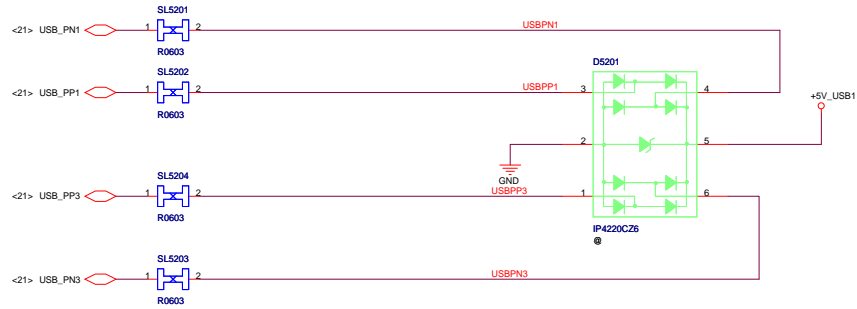 SL5201
<21> USB_PN1 1 2 USBPN1
R0603
D5201
SL5202
<21> USB_PP1 1 2 USBPP1 3 4
R0603
+5V_USB1
2 5
GND
SL5204
<21> USB_PP3 1 2 USBPP3 1 6
R0603
IP4220CZ6
@
SL5203
<21> USB_PN3 1 2 USBPN3
R0603